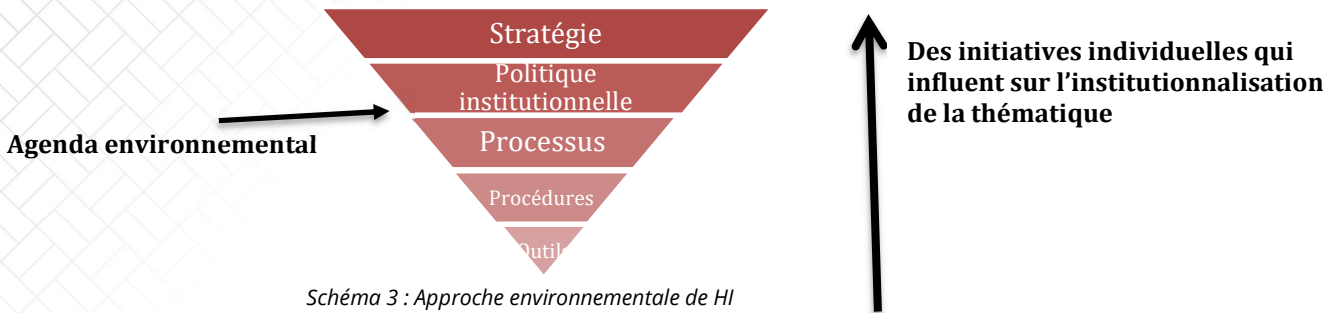 Stratégie
Politique
institutionnelle
Agenda environnemental
Processus
Procédures
Outils
Des initiatives individuelles qui
influent sur l’institutionnalisation
de la thématique
Schéma 3 : Approche environnementale de HI